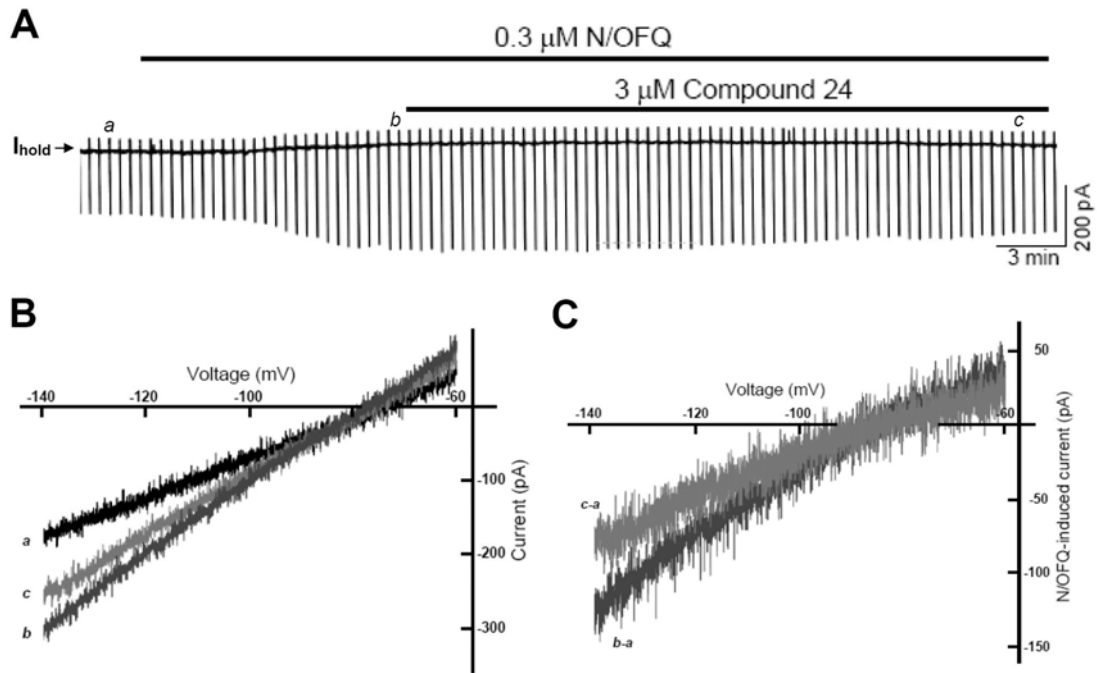 A
0.3 μM N/OFQ
3 μM Compound 24
a
b
c
Ihold
200 pA
3 min
B
Voltage (mV)
-140
-120
-100
-60
-100
-200
-300
Current (pA)
a
c
b
C
Voltage (mV)
-140
-120
-100
-60
50
-50
-100
-150
N/OFQ-induced current (pA)
c-a
b-a